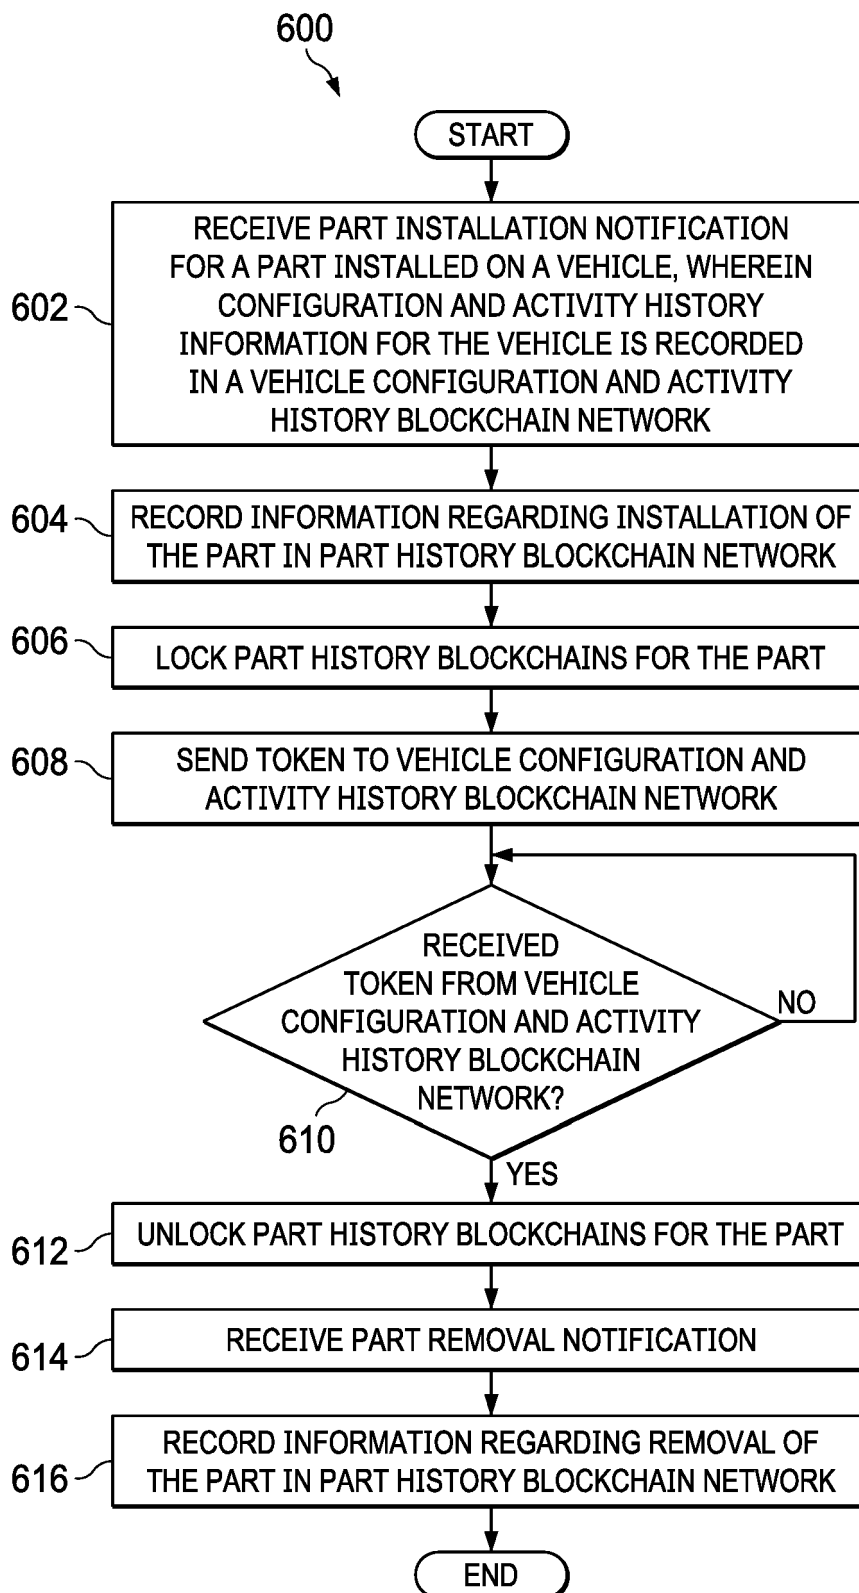 600
START
602
RECEIVE PART INSTALLATION NOTIFICATION
FOR A PART INSTALLED ON A VEHICLE, WHEREIN
CONFIGURATION AND ACTIVITY HISTORY
INFORMATION FOR THE VEHICLE IS RECORDED
IN A VEHICLE CONFIGURATION AND ACTIVITY
HISTORY BLOCKCHAIN NETWORK
604
RECORD INFORMATION REGARDING INSTALLATION OF
THE PART IN PART HISTORY BLOCKCHAIN NETWORK
606
LOCK PART HISTORY BLOCKCHAINS FOR THE PART
608
SEND TOKEN TO VEHICLE CONFIGURATION AND
ACTIVITY HISTORY BLOCKCHAIN NETWORK
RECEIVED
TOKEN FROM VEHICLE
CONFIGURATION AND ACTIVITY
HISTORY BLOCKCHAIN
NETWORK?
NO
610
YES
612
UNLOCK PART HISTORY BLOCKCHAINS FOR THE PART
614
RECEIVE PART REMOVAL NOTIFICATION
616
RECORD INFORMATION REGARDING REMOVAL OF
THE PART IN PART HISTORY BLOCKCHAIN NETWORK
END